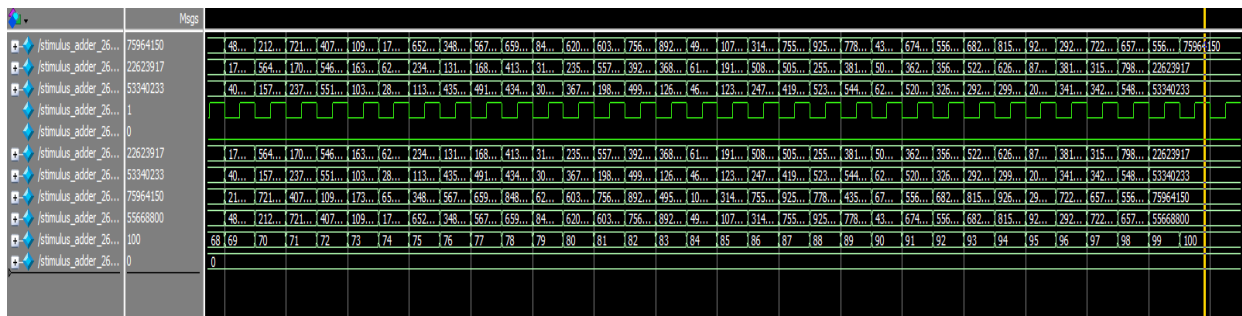 Msgs
/stimulus_adder_26... 75964150 48... 212... 721... 407... 109... 17... 652... 348... 567... 659... 84... 620... 603... 756... 892... 49... 107... 314... 755... 925... 778... 43... 674... 556... 682... 815... 92... 292... 722... 657... 556... 75964150
/stimulus_adder_26... 22623917 17... 564... 170... 546... 163... 62... 234... 131... 168... 413... 31... 235... 557... 392... 368... 61... 191... 508... 505... 255... 381... 50... 362... 356... 522... 626... 87... 381... 315... 798... 22623917
/stimulus_adder_26... 53340233 40... 157... 237... 551... 103... 28... 113... 435... 491... 434... 30... 367... 198... 499... 126... 46... 123... 247... 419... 523... 544... 62... 520... 326... 292... 299... 20... 341... 342... 548... 53340233
/stimulus_adder_26... 1
/stimulus_adder_26... 0
/stimulus_adder_26... 22623917 17... 564... 170... 546... 163... 62... 234... 131... 168... 413... 31... 235... 557... 392... 368... 61... 191... 508... 505... 255... 381... 50... 362... 356... 522... 626... 87... 381... 315... 798... 22623917
/stimulus_adder_26... 53340233 40... 157... 237... 551... 103... 28... 113... 435... 491... 434... 30... 367... 198... 499... 126... 46... 123... 247... 419... 523... 544... 62... 520... 326... 292... 299... 20... 341... 342... 548... 53340233
/stimulus_adder_26... 75964150 21... 721... 407... 109... 173... 65... 348... 567... 659... 848... 62... 603... 756... 892... 495... 10... 314... 755... 925... 778... 435... 67... 556... 682... 815... 926... 29... 722... 657... 556... 75964150
/stimulus_adder_26... 55668800 48... 212... 721... 407... 109... 17... 652... 348... 567... 659... 84... 620... 603... 756... 892... 49... 107... 314... 755... 925... 778... 43... 674... 556... 682... 815... 92... 292... 722... 657... 55668800
/stimulus_adder_26... 100 68 69 70 71 72 73 74 75 76 77 78 79 80 81 82 83 84 85 86 87 88 89 90 91 92 93 94 95 96 97 98 99 100
/stimulus_adder_26... 0 0